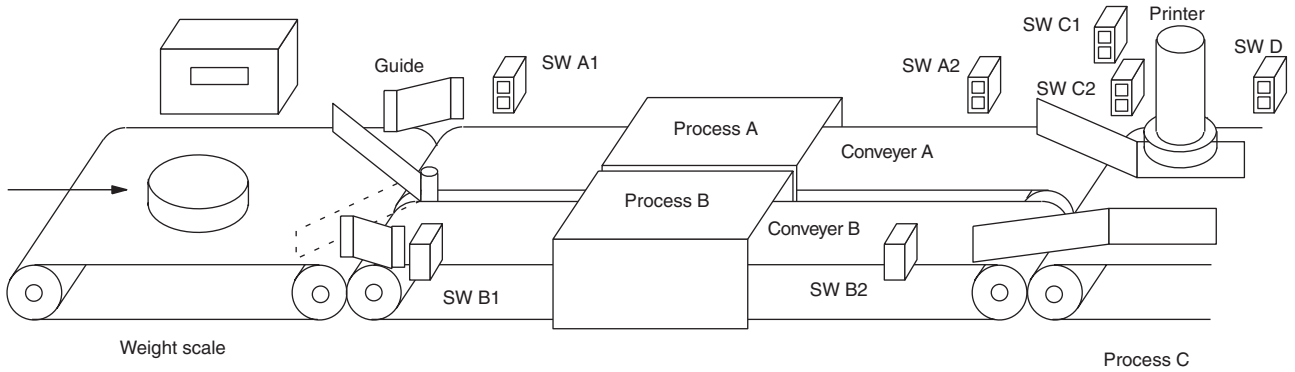 SW C1
Printer
Guide
SW A1
SW A2
SW D
SW C2
Process A
Conveyer A
Process B
Conveyer B
SW B1
SW B2
Weight scale
Process C